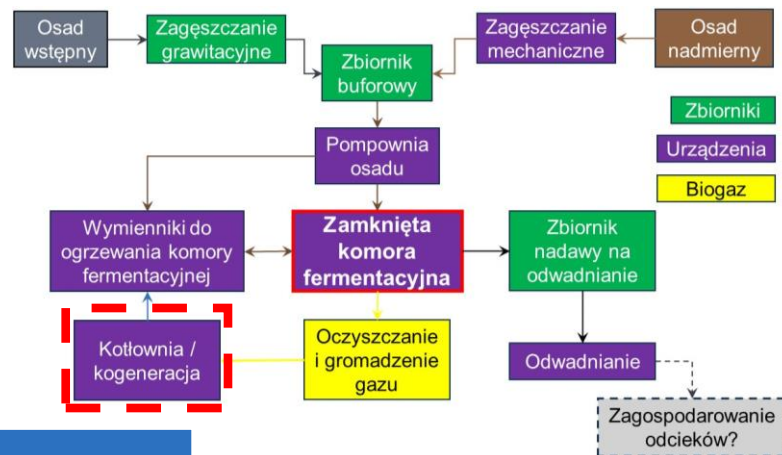 Osad
wstępny
Zagęszczanie
grawitacyjne
Zbiornik
buforowy
Zagęszczanie
mechaniczne
Osad
nadmierny
Zbiorniki
Urządzenia
Biogaz
Pompownia
osadu
Wymienniki do
ogrzewania komory
fermentacyjnej
Zamknięta
komora
fermentacyjna
Zbiornik
nadawy na
odwadnianie
Kotłownia /
kogeneracja
Oczyszczanie
i gromadzenie
gazu
Odwadnianie
Zagospodarowanie
odcieków?